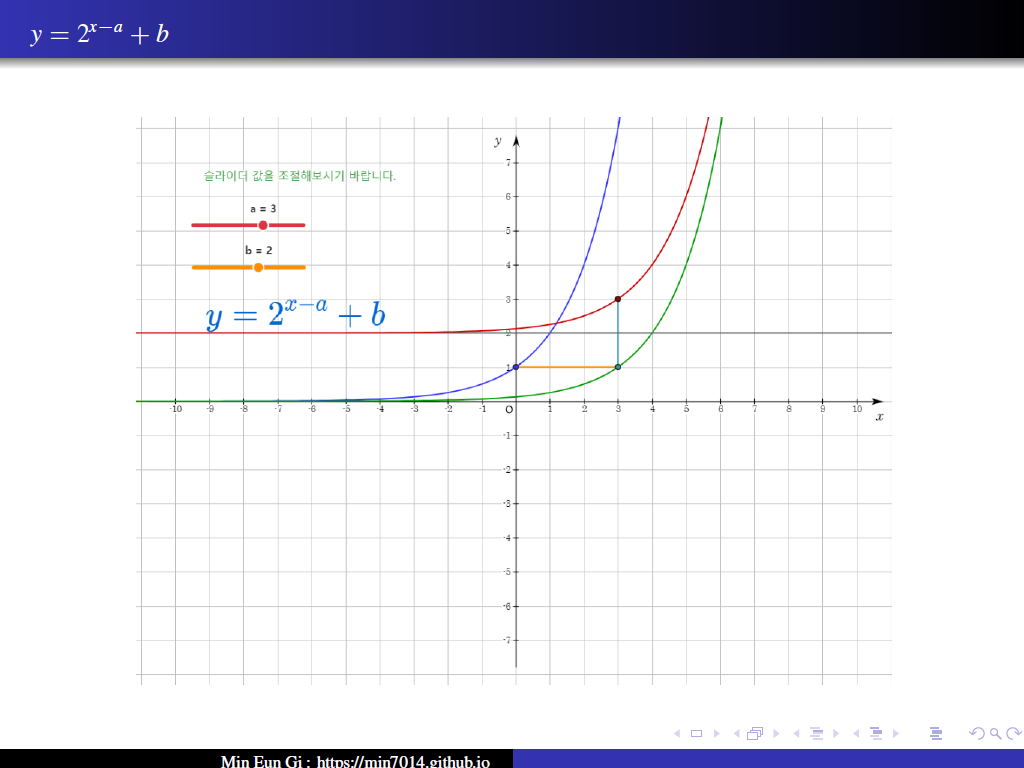 y = 2^{x−a} + b
y
슬라이더 값을 조절해보시기 바랍니다.
a = 3
b = 2
y = 2^{x−a} + b
7
6
5
4
3
2
1
-10 -9 -8 -7 -6 -5 -4 -3 -2 -1 O 1 2 3 4 5 6 7 8 9 10
x
-1
-2
-3
-4
-5
-6
-7
Min Eun Gi : https://min7014.github.io